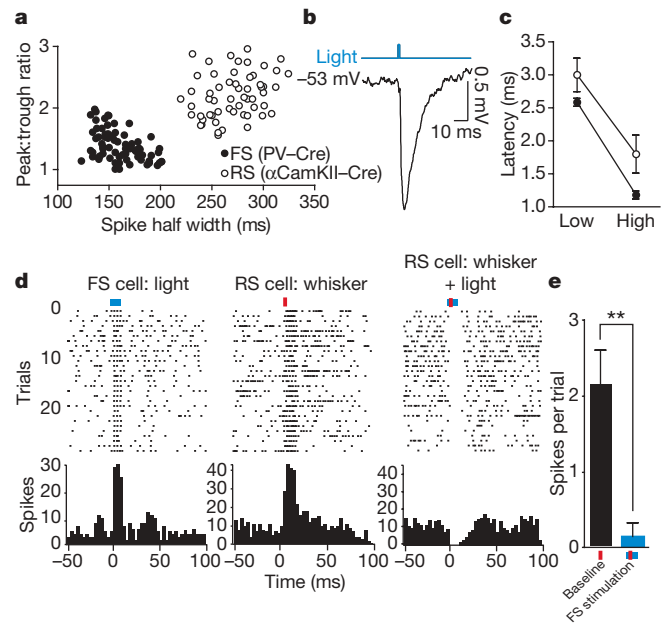 a
Peak:trough ratio
3
2
1
100 150 200 250 300 350
Spike half width (ms)
FS (PV–Cre)
RS (αCamKII–Cre)
b
Light
–53 mV
0.5 mV
10 ms
c
Latency (ms)
3.5
3.0
2.5
2.0
1.5
1.0
Low High
d
FS cell: light
RS cell: whisker
RS cell: whisker
+ light
Trials
0
10
20
Spikes
30
20
10
0
40
30
20
10
0
40
30
20
10
0
–50 0 50 100
–50 0 50 100
–50 0 50 100
Time (ms)
e
**
Spikes per trial
3
2
1
0
Baseline
FS stimulation